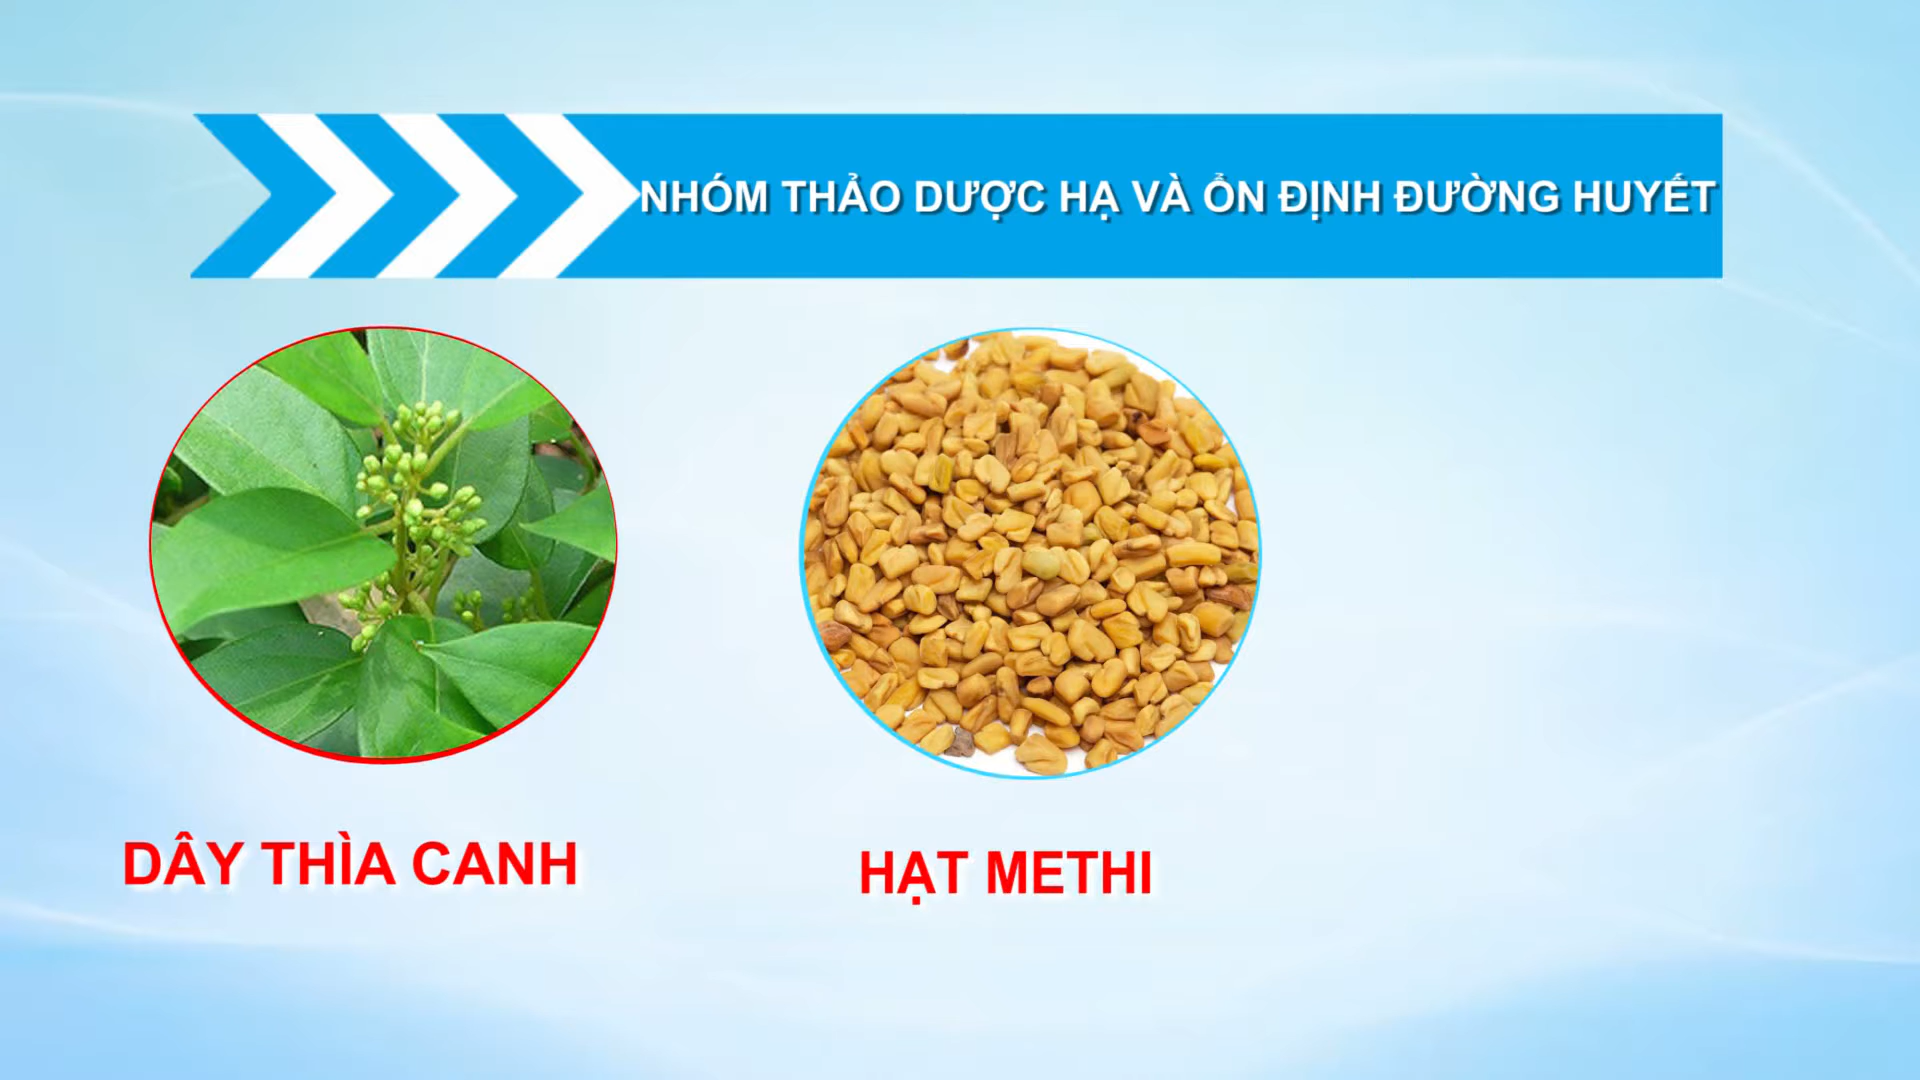 NHÓM THẢO DƯỢC HẠ VÀ ỔN ĐỊNH ĐƯỜNG HUYẾT
DÂY THÌA CANH
HẠT METHI